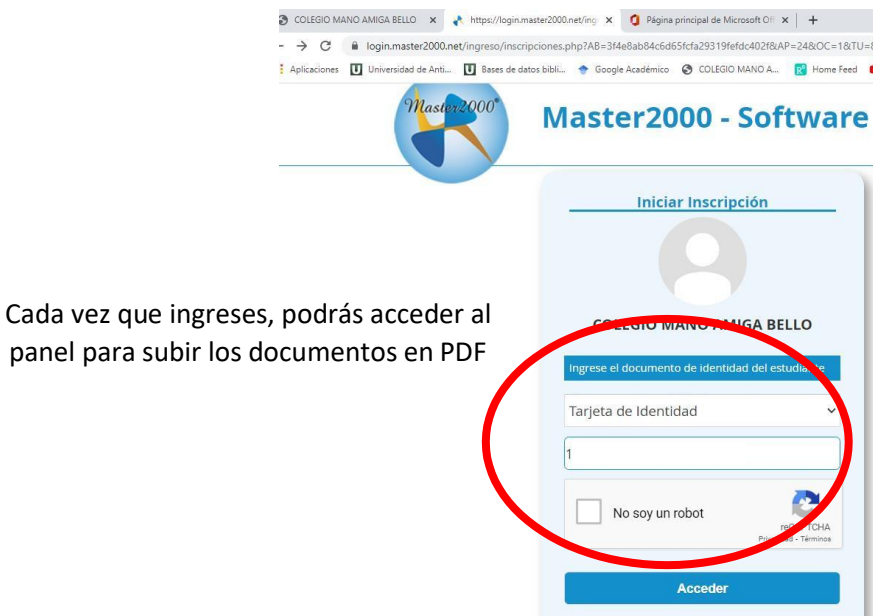 COLEGIO MANO AMIGA BELLO
https://login.master2000.net/ing
Página principal de Microsoft Of
login.master2000.net/ingreso/inscripciones.php?AB=3f4e8ab84c6d65fcfa29319fefdc402f&AP=24&OC=1&TU=
Aplicaciones
Universidad de Anti...
Bases de datos bibli...
Google Académico
COLEGIO MANO A...
Home Feed
Master2000®
Master2000 - Software
Iniciar Inscripción
Cada vez que ingreses, podrás acceder al
panel para subir los documentos en PDF
COLEGIO MANO AMIGA BELLO
Ingrese el documento de identidad del estudiante
Tarjeta de Identidad
1
No soy un robot
reCAPTCHA
Privacidad - Términos
Acceder